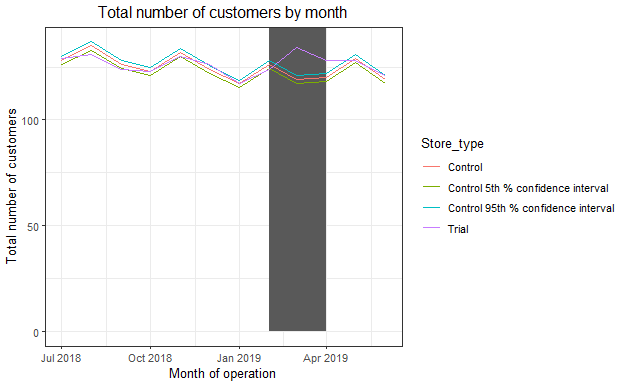 Total number of customers by month
Total number of customers
100
50
0
Jul 2018
Oct 2018
Jan 2019
Apr 2019
Month of operation
Store_type
Control
Control 5th % confidence interval
Control 95th % confidence interval
Trial